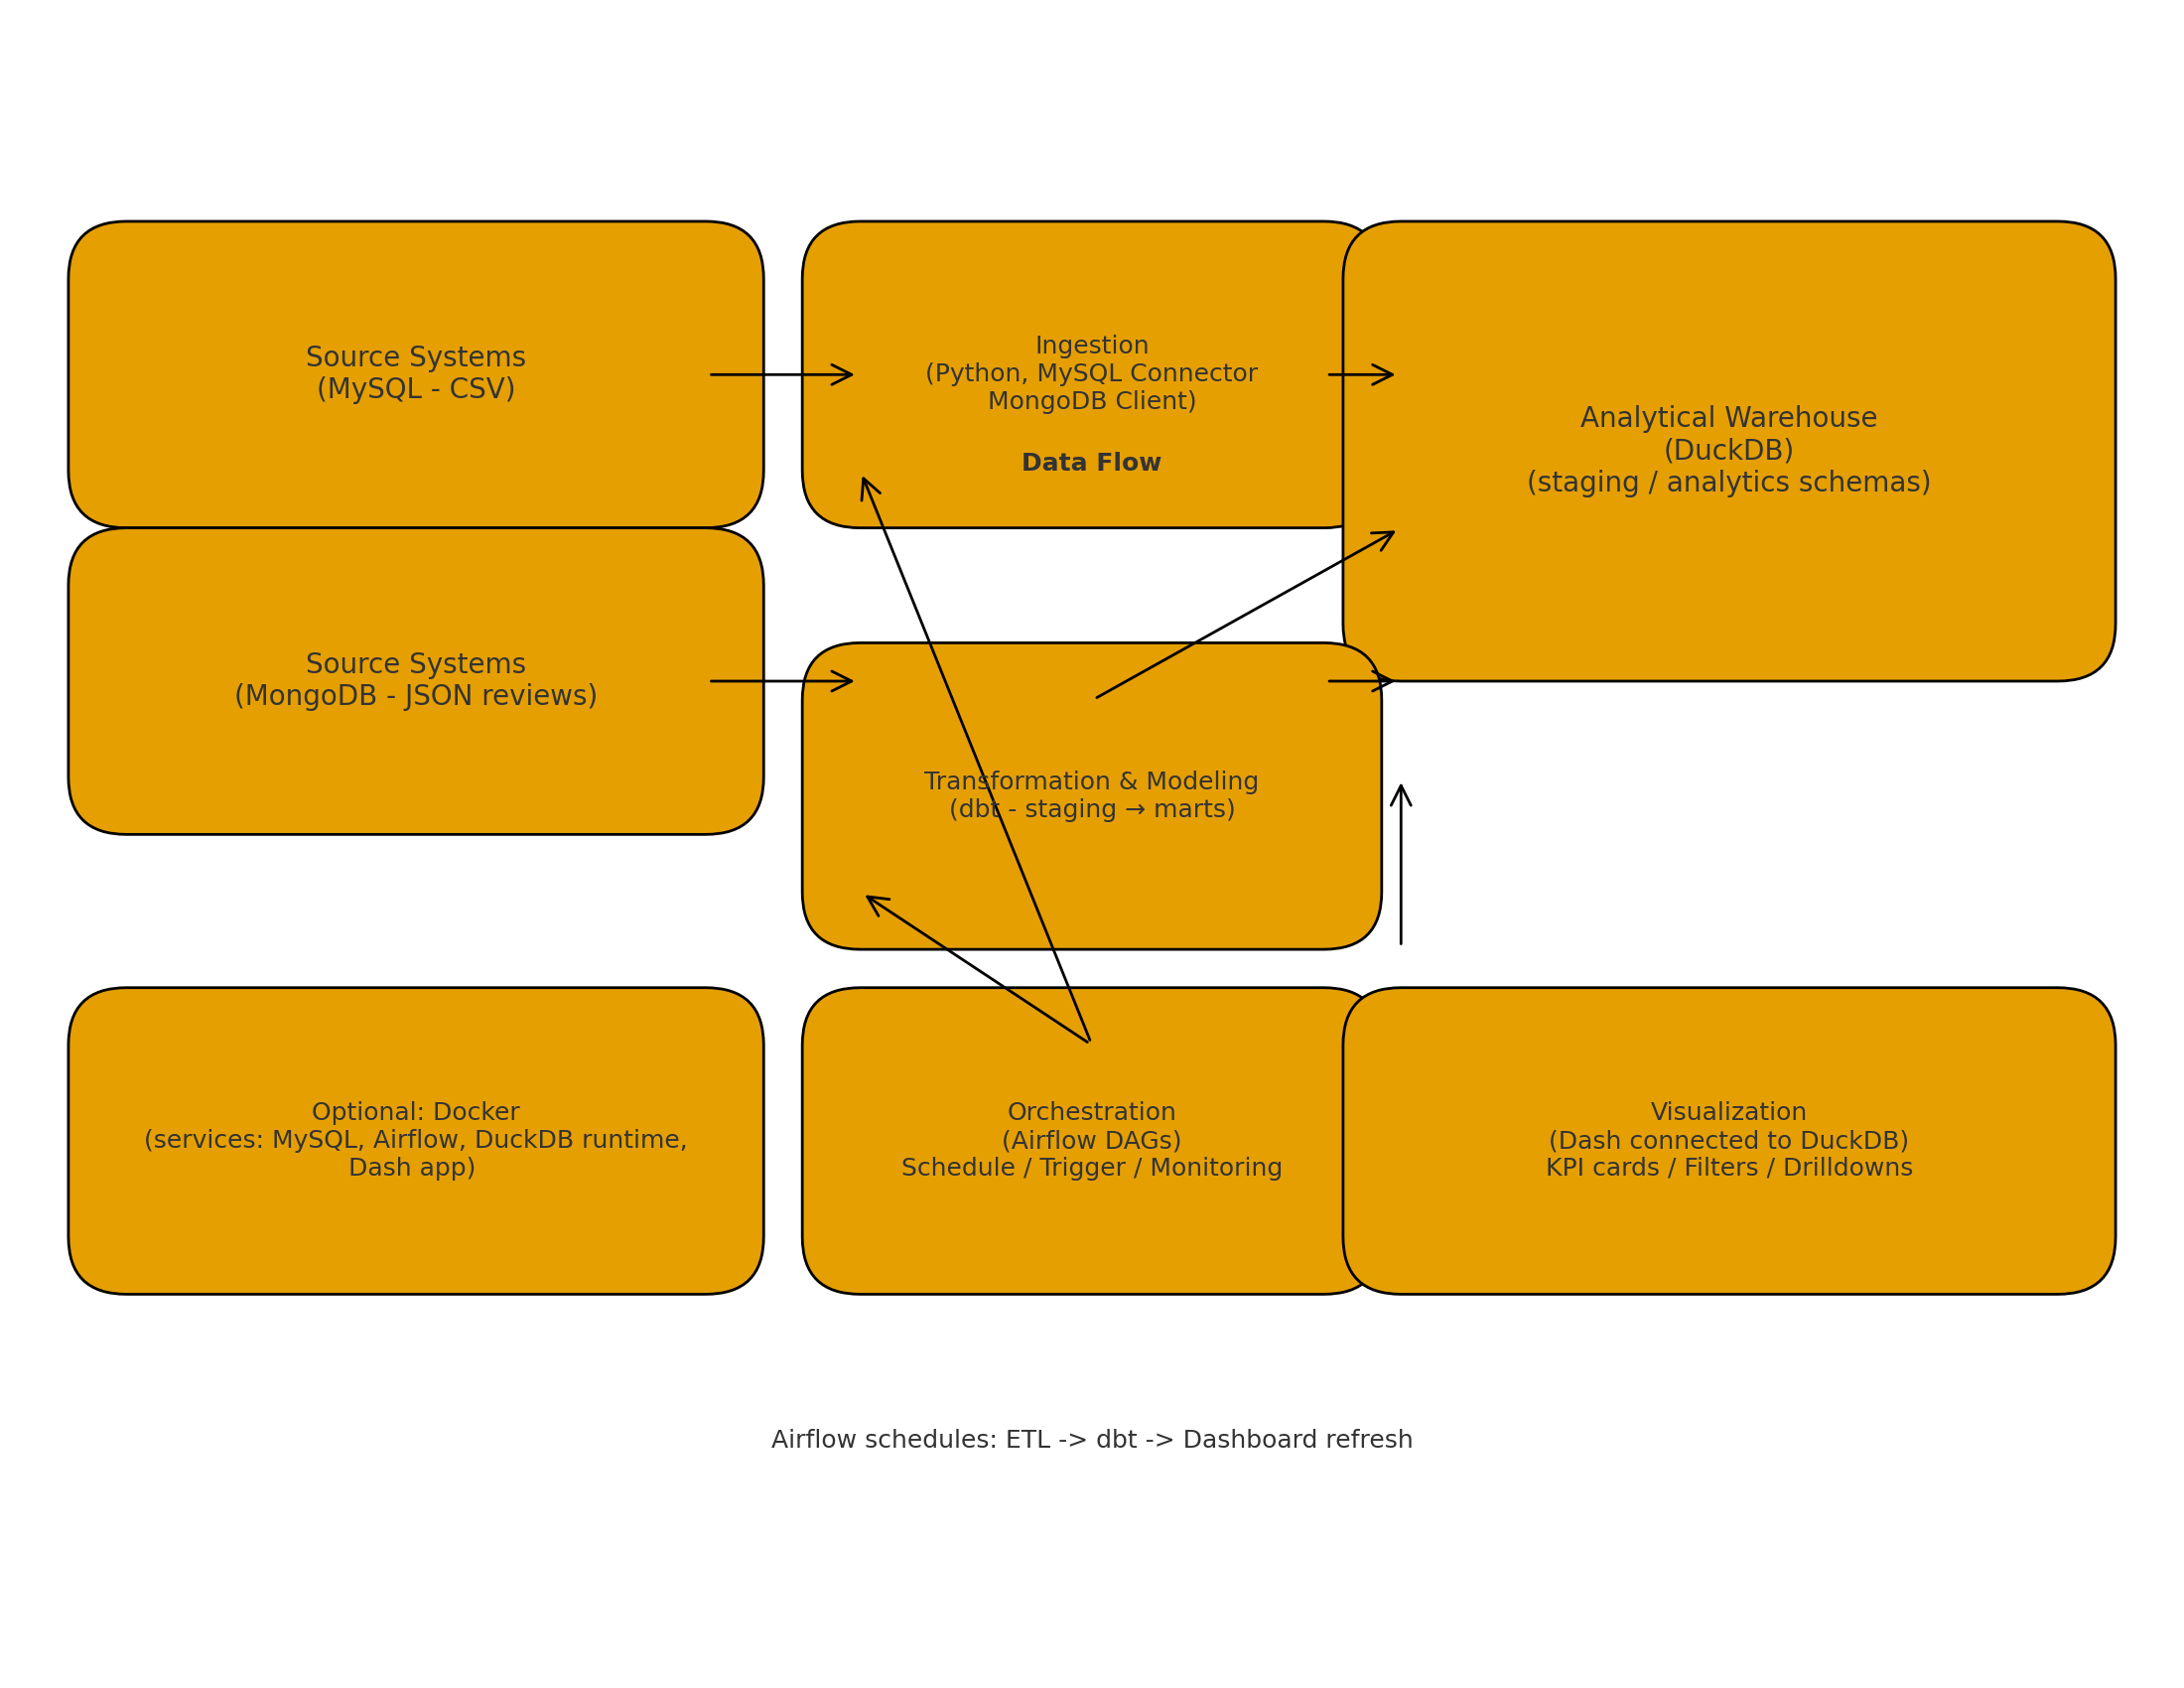 Source Systems
(MySQL - CSV)
Ingestion
(Python, MySQL Connector
MongoDB Client)
Data Flow
Analytical Warehouse
(DuckDB)
(staging / analytics schemas)
Source Systems
(MongoDB - JSON reviews)
Transformation & Modeling
(dbt - staging → marts)
Optional: Docker
(services: MySQL, Airflow, DuckDB runtime,
Dash app)
Orchestration
(Airflow DAGs)
Schedule / Trigger / Monitoring
Visualization
(Dash connected to DuckDB)
KPI cards / Filters / Drilldowns
Airflow schedules: ETL -> dbt -> Dashboard refresh